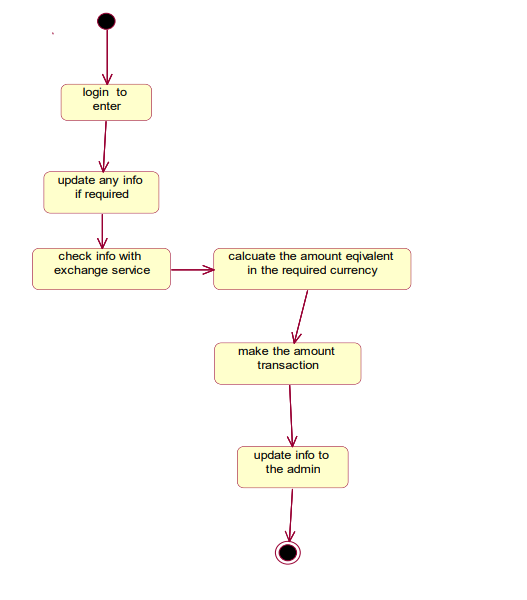 login to
enter
update any info
if required
check info with
exchange service
calcuate the amount eqivalent
in the required currency
make the amount
transaction
update info to
the admin